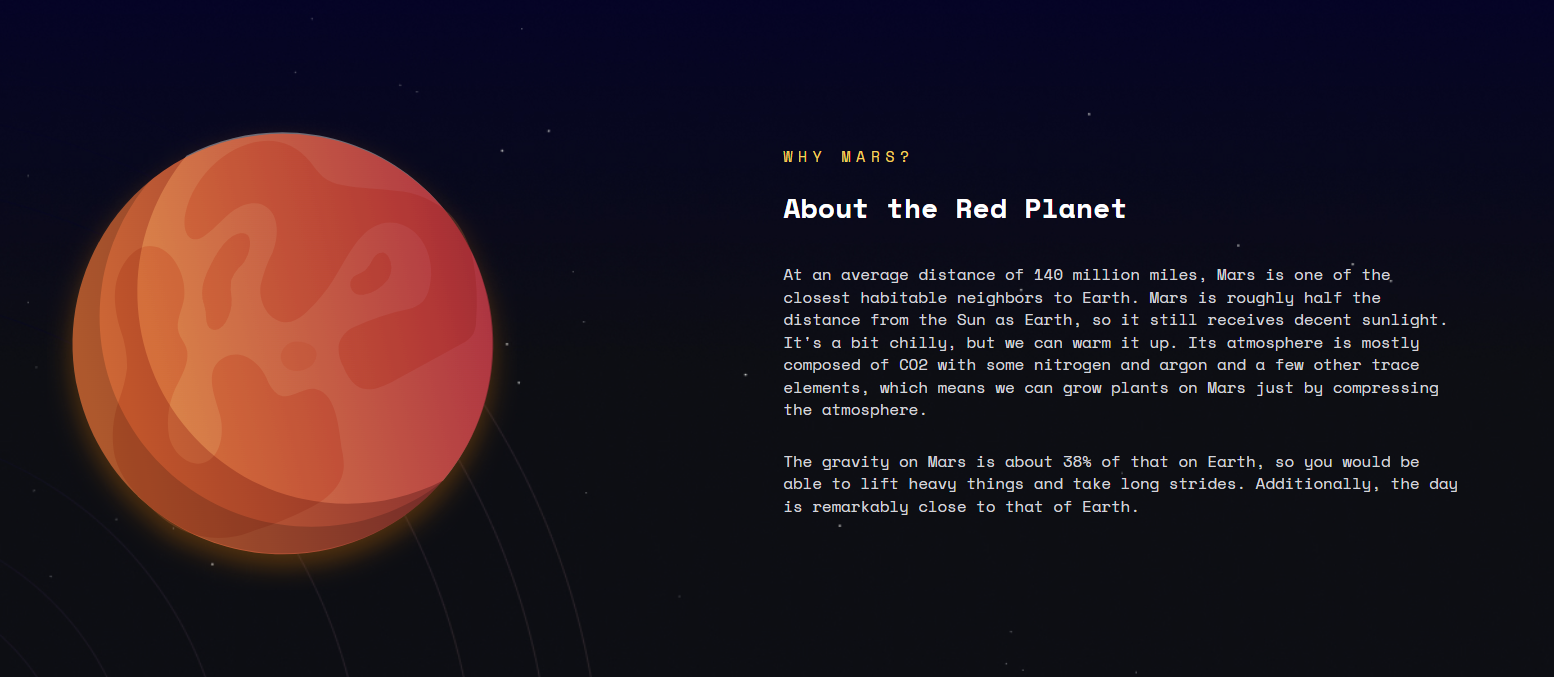 WHY MARS?
About the Red Planet
At an average distance of 140 million miles, Mars is one of the
closest habitable neighbors to Earth. Mars is roughly half the
distance from the Sun as Earth, so it still receives decent sunlight.
It's a bit chilly, but we can warm it up. Its atmosphere is mostly
composed of CO2 with some nitrogen and argon and a few other trace
elements, which means we can grow plants on Mars just by compressing
the atmosphere.
The gravity on Mars is about 38% of that on Earth, so you would be
able to lift heavy things and take long strides. Additionally, the day
is remarkably close to that of Earth.